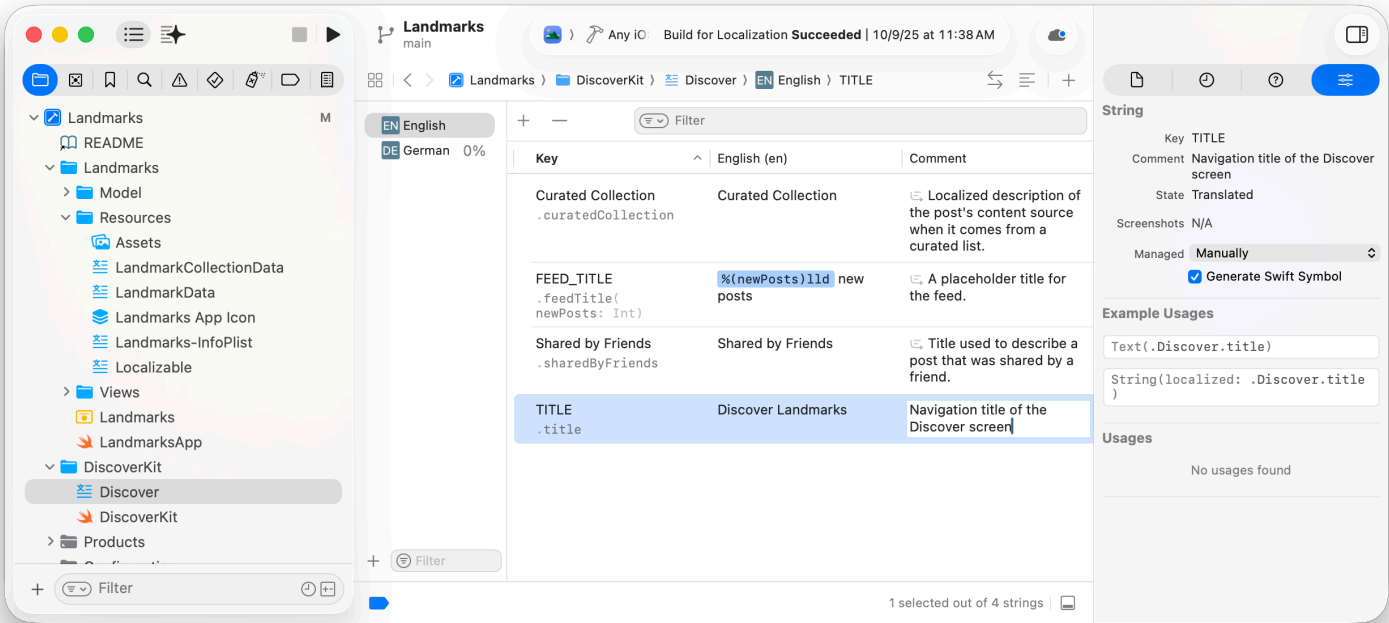 Landmarks
main
Any iO
Build for Localization Succeeded | 10/9/25 at 11:38 AM
Landmarks
DiscoverKit
Discover
EN English
TITLE
Landmarks
M
README
Landmarks
Model
Resources
Assets
LandmarkCollectionData
LandmarkData
Landmarks App Icon
Landmarks-InfoPlist
Localizable
Views
Landmarks
LandmarksApp
DiscoverKit
Discover
DiscoverKit
Products
Filter
EN English
DE German 0%
Filter
Filter
Key
English (en)
Comment
Curated Collection
.curatedCollection
Curated Collection
Localized description of
the post's content source
when it comes from a
curated list.
FEED_TITLE
.feedTitle(
newPosts: Int)
%(newPosts)lld new
posts
A placeholder title for
the feed.
Shared by Friends
.sharedByFriends
Shared by Friends
Title used to describe a
post that was shared by a
friend.
TITLE
.title
Discover Landmarks
Navigation title of the
Discover screen
1 selected out of 4 strings
String
Key TITLE
Comment Navigation title of the Discover
screen
State Translated
Screenshots N/A
Managed Manually
Generate Swift Symbol
Example Usages
Text(.Discover.title)
String(localized: .Discover.title
)
Usages
No usages found